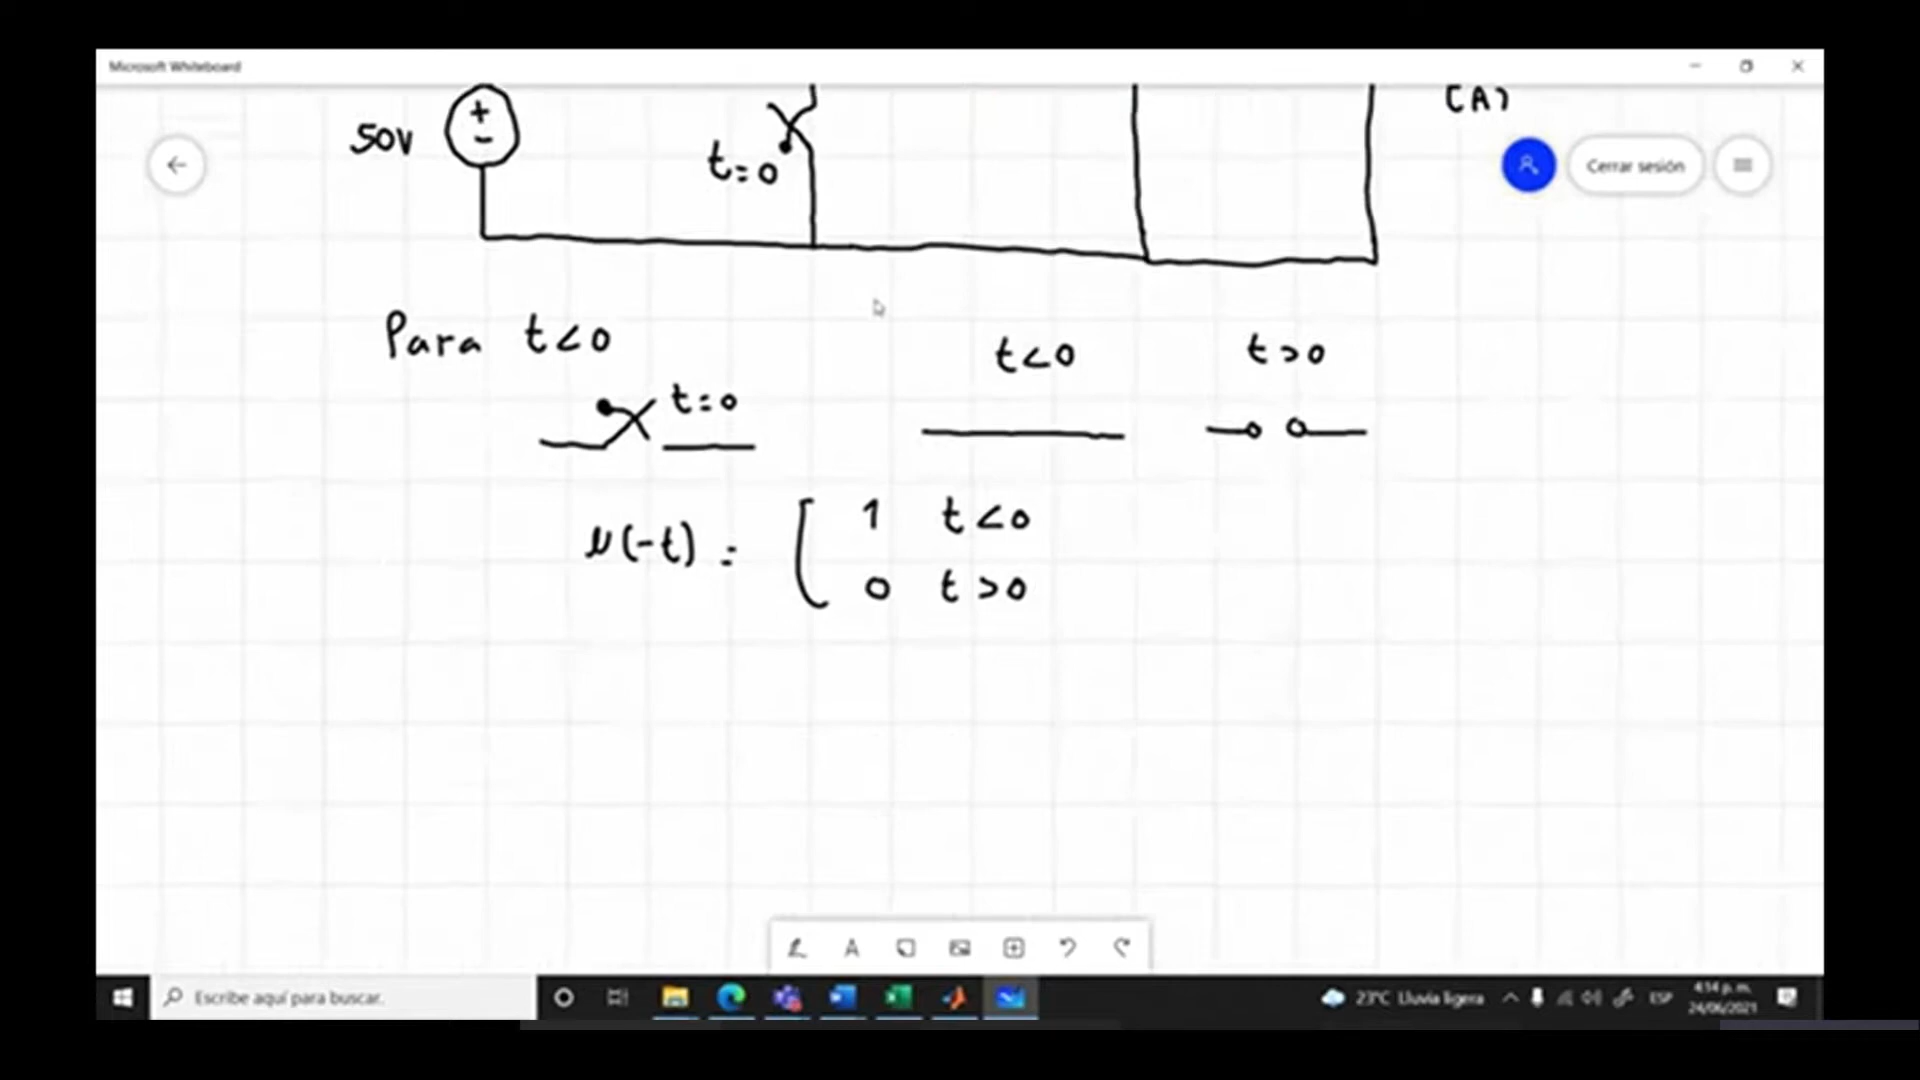 Microsoft Whiteboard
50V
+
-
t=0
(A)
Cerrar sesión
Para t<0
t<0
t>0
t=0
μ(-t) =
1 t<0
0 t>0
A
Escribe aquí para buscar.
23°C Lluvia ligera
ESP
4:14 p. m.
24/06/2021